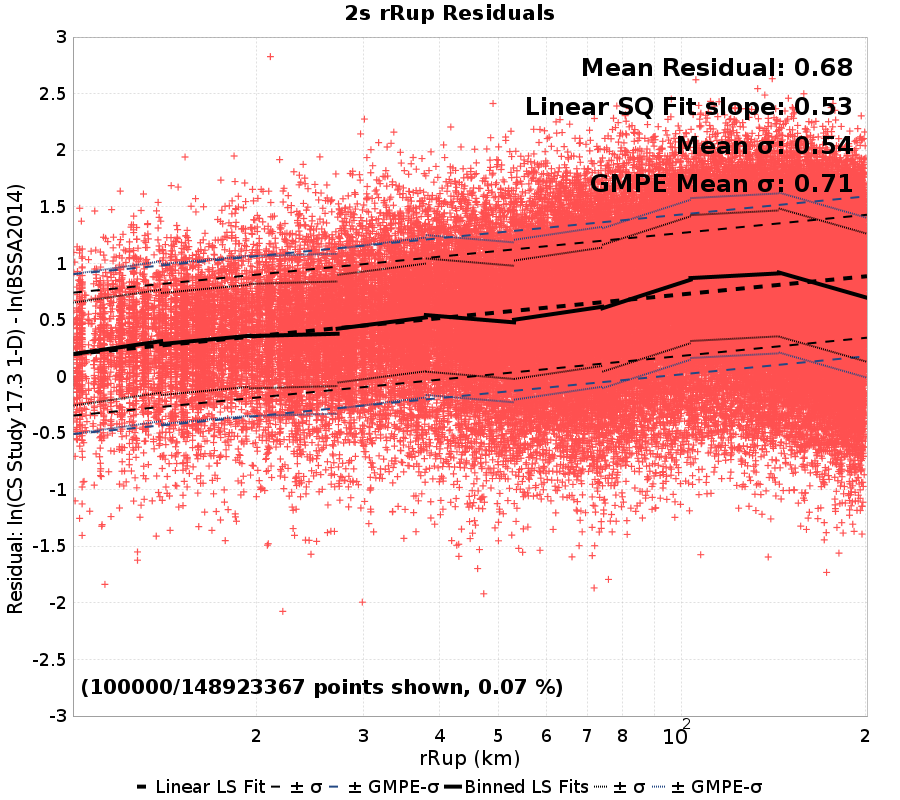 2s rRup Residuals
Mean Residual: 0.68
Linear SQ Fit slope: 0.53
Mean σ: 0.54
GMPE Mean σ: 0.71
3
2.5
2
1.5
1
0.5
0
-0.5
-1
-1.5
-2
-2.5
-3
Residual: ln(CS Study 17.3 1-D) - ln(BSSA2014)
(100000/148923367 points shown, 0.07 %)
2 3 4 5 6 7 8 10² 2
rRup (km)
Linear LS Fit ± σ ± GMPE-σ Binned LS Fits ± σ ± GMPE-σ